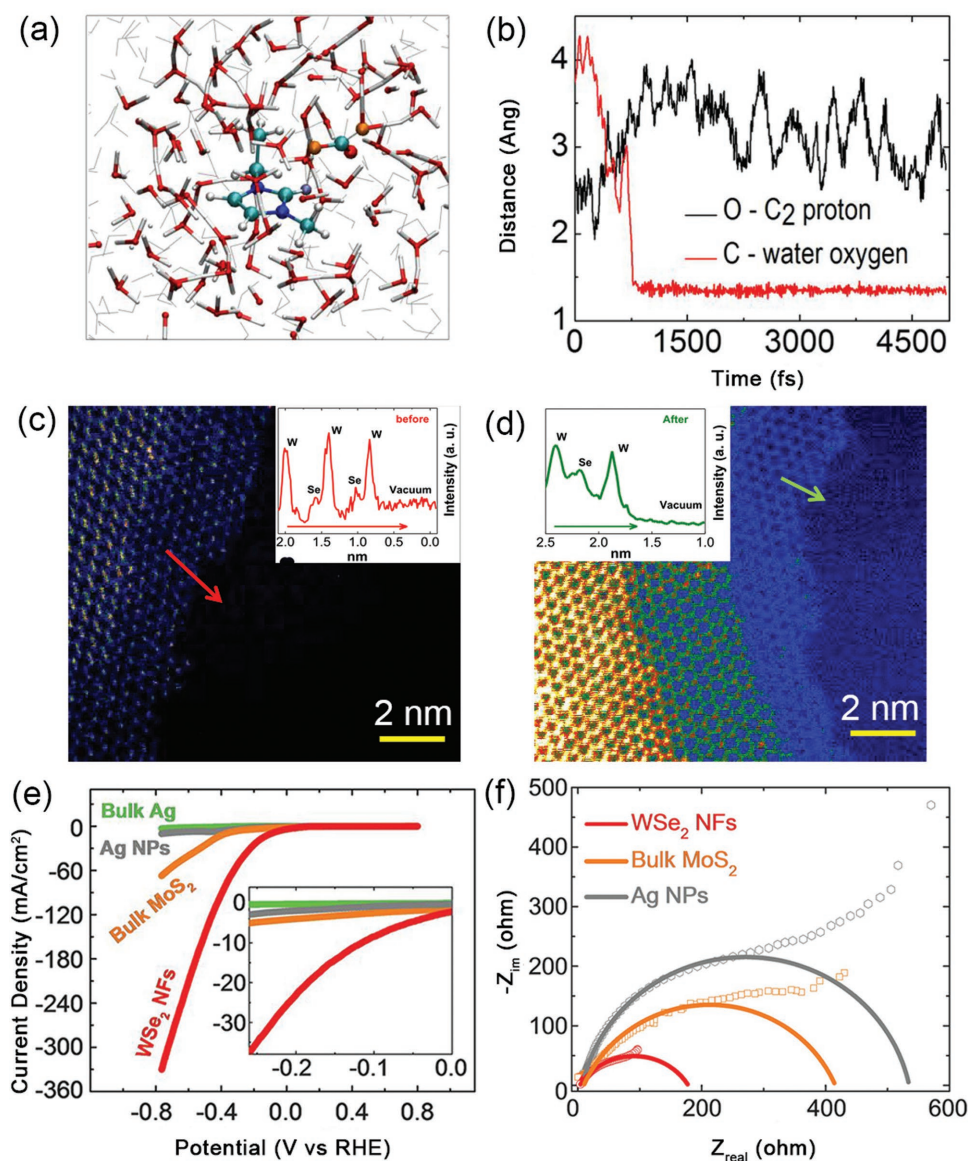 (a)
(b)
Distance (Ang)
4
3
2
1
O - C2 proton
C - water oxygen
0 1500 3000 4500
Time (fs)
(c)
before
W W W
Se Se
Vacuum
Intensity (a. u.)
2.0 1.5 1.0 0.5 0.0
nm
2 nm
(d)
After
W
Se
W
Vacuum
Intensity (a. u.)
2.5 2.0 1.5 1.0
nm
2 nm
(e)
Current Density (mA/cm²)
0
-60
-120
-180
-240
-300
-360
Bulk Ag
Ag NPs
Bulk MoS₂
WSe₂ NFs
0
-10
-20
-30
-0.2 -0.1 0.0
-0.8 -0.4 0.0 0.4 0.8
Potential (V vs RHE)
(f)
-Zim (ohm)
500
400
300
200
100
0
WSe₂ NFs
Bulk MoS₂
Ag NPs
0 200 400 600
Zreal (ohm)